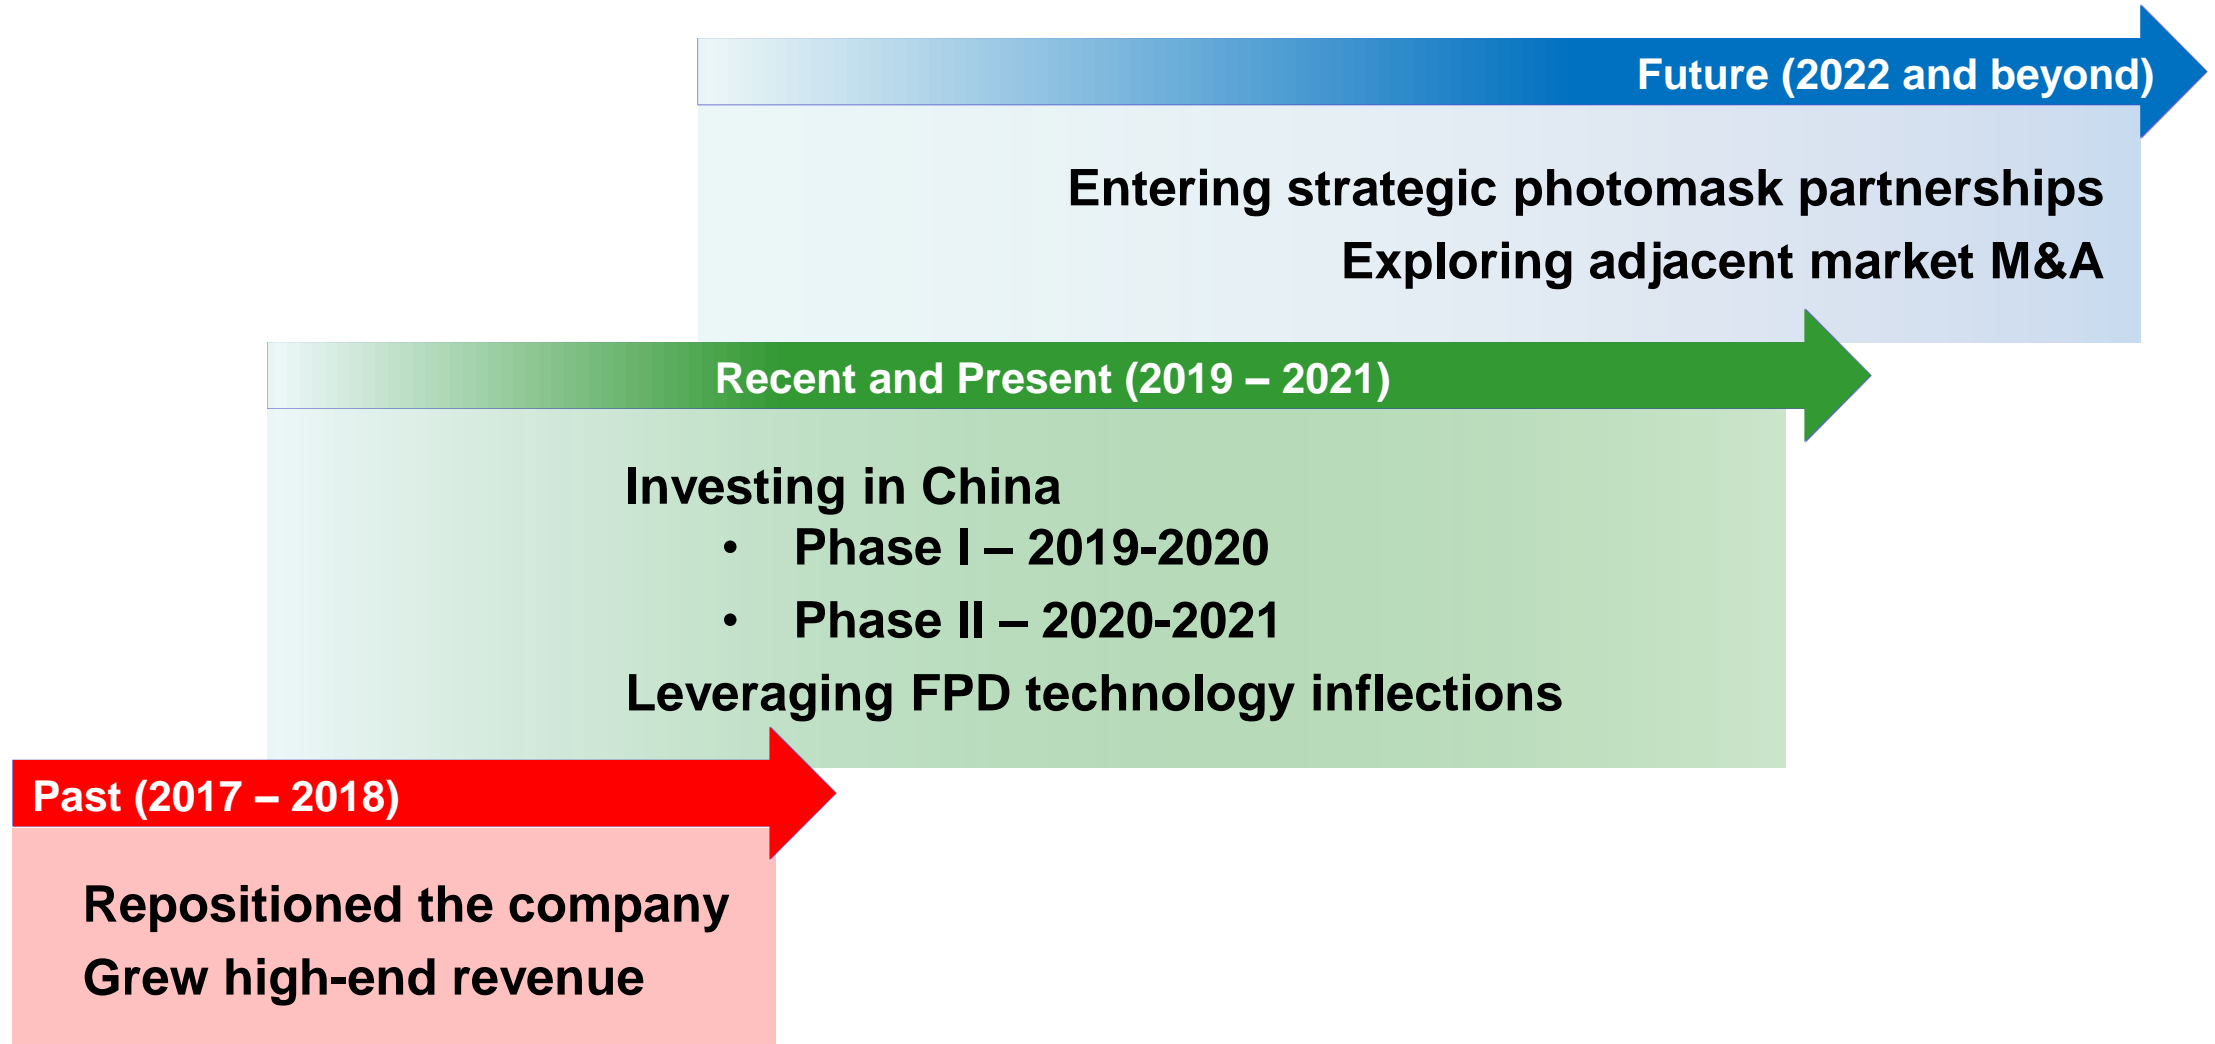 Future (2022 and beyond)
Entering strategic photomask partnerships
Exploring adjacent market M&A
Recent and Present (2019 – 2021)
Investing in China
• Phase I – 2019-2020
• Phase II – 2020-2021
Leveraging FPD technology inflections
Past (2017 – 2018)
Repositioned the company
Grew high-end revenue